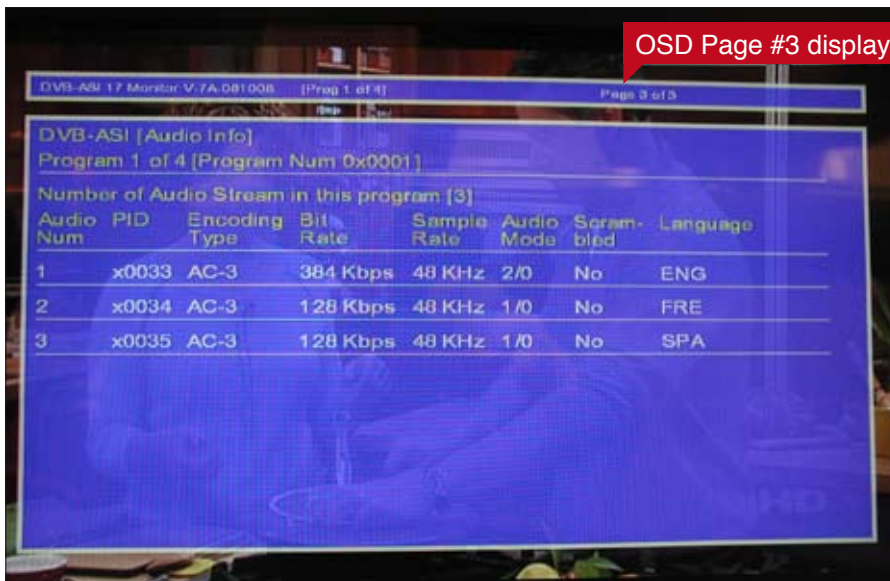 OSD Page #3 display
DVB-ASI 17 Monitor V-7A-081008 [Prog 1 of 4] Page 3 of 3
DVB-ASI [Audio Info]
Program 1 of 4 [Program Num 0x0001]
Number of Audio Stream in this program [3]
Audio PID Encoding Bit Sample Audio Scram- Language
Num Type Rate Rate Mode bled
1 x0033 AC-3 384 Kbps 48 KHz 2/0 No ENG
2 x0034 AC-3 128 Kbps 48 KHz 1/0 No FRE
3 x0035 AC-3 128 Kbps 48 KHz 1/0 No SPA
HD